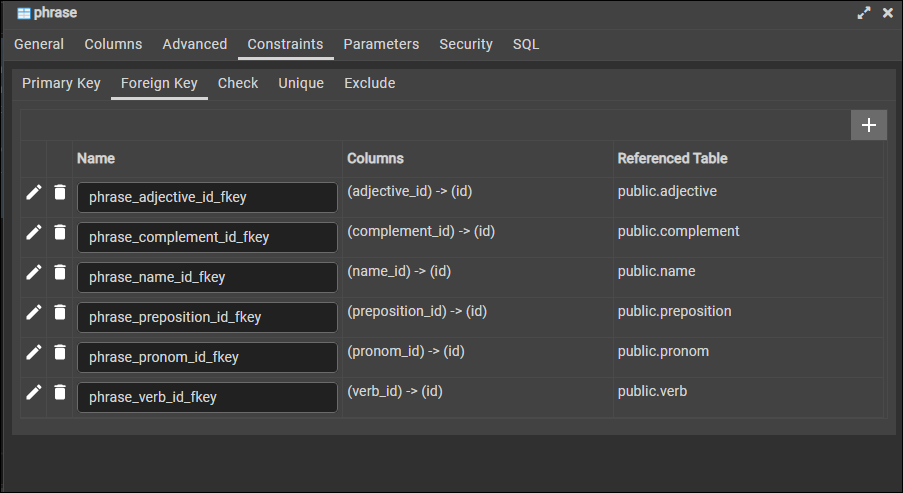 phrase
General Columns Advanced Constraints Parameters Security SQL
Primary Key Foreign Key Check Unique Exclude
Name Columns Referenced Table
phrase_adjective_id_fkey (adjective_id) -> (id) public.adjective
phrase_complement_id_fkey (complement_id) -> (id) public.complement
phrase_name_id_fkey (name_id) -> (id) public.name
phrase_preposition_id_fkey (preposition_id) -> (id) public.preposition
phrase_pronom_id_fkey (pronom_id) -> (id) public.pronom
phrase_verb_id_fkey (verb_id) -> (id) public.verb